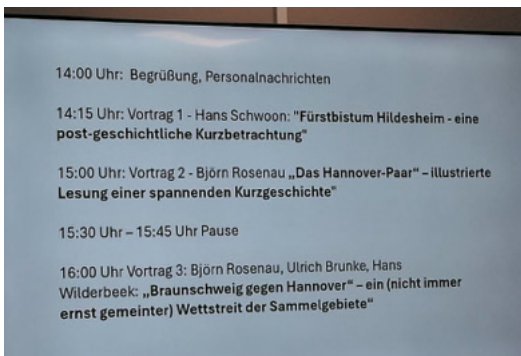 14:00 Uhr: Begrüßung, Personalnachrichten
14:15 Uhr: Vortrag 1 - Hans Schwoon: "Fürstbistum Hildesheim - eine
post-geschichtliche Kurzbetrachtung"
15:00 Uhr: Vortrag 2 - Björn Rosenau „Das Hannover-Paar“ – illustrierte
Lesung einer spannenden Kurzgeschichte"
15:30 Uhr – 15:45 Uhr Pause
16:00 Uhr Vortrag 3: Björn Rosenau, Ulrich Brunke, Hans
Wilderbeek: „Braunschweig gegen Hannover“ – ein (nicht immer
ernst gemeinter) Wettstreit der Sammelgebiete“